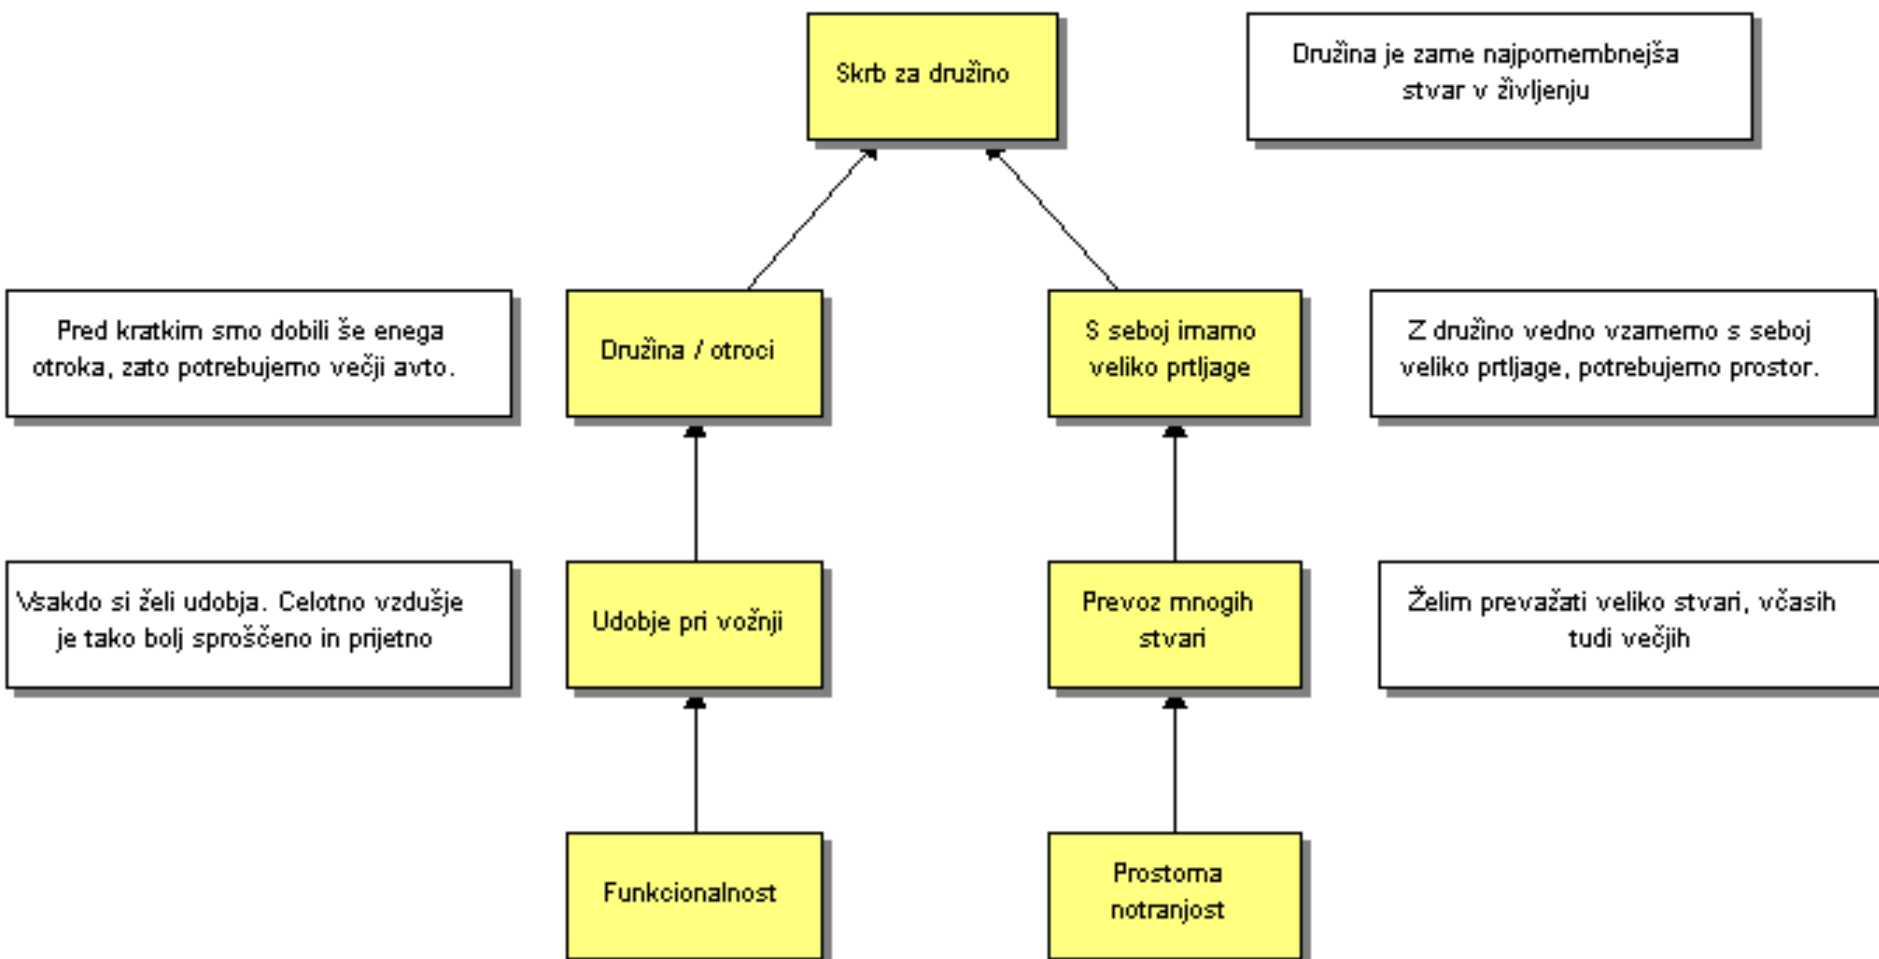 Skrb za družino
Družina je zame najpomembnejša
stvar v življenju
Pred kratkim smo dobili še enega
otroka, zato potrebujemo večji avto.
Družina / otroci
S seboj imamo
veliko prtljage
Z družino vedno vzamemo s seboj
veliko prtljage, potrebujemo prostor.
Vsakdo si želi udobja. Celotno vzdušje
je tako bolj sproščeno in prijetno
Udobje pri vožnji
Prevoz mnogih
stvari
Želim prevažati veliko stvari, včasih
tudi večjih
Funkcionalnost
Prostorna
notranjost